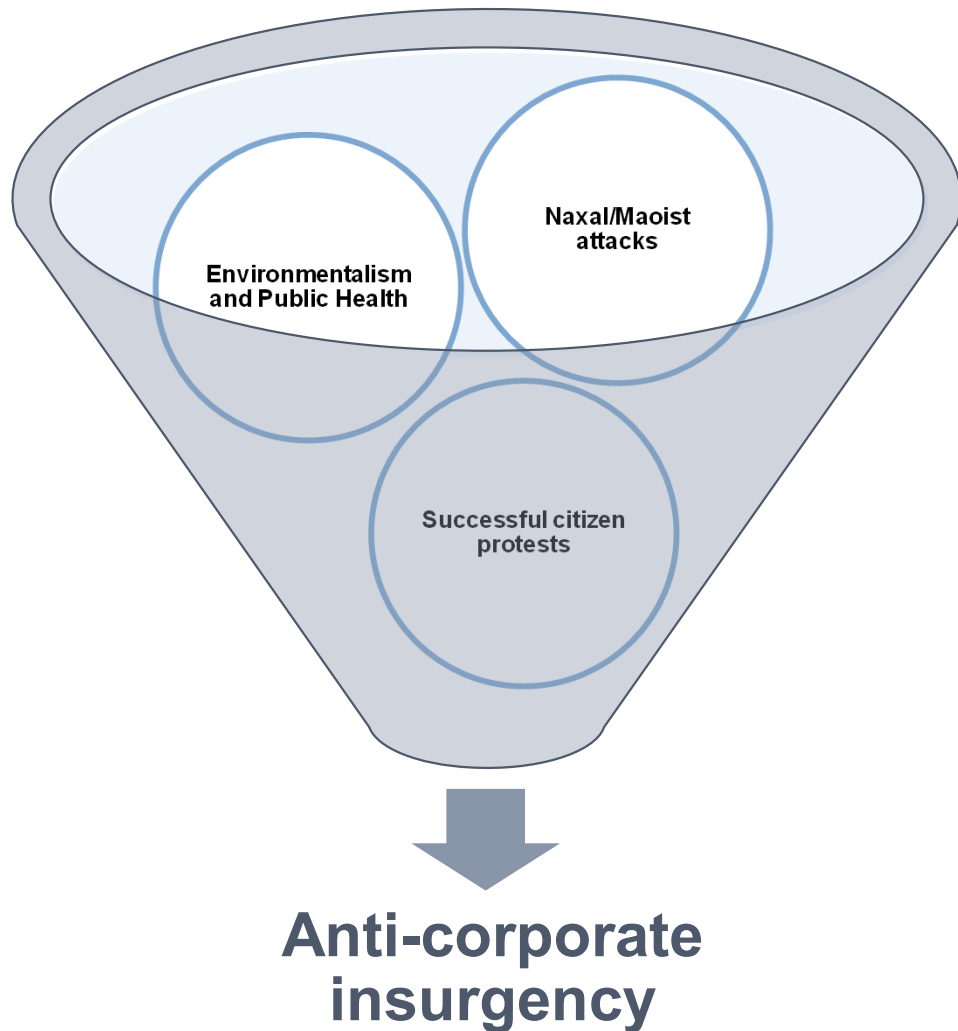 Naxal/Maoist
attacks
Environmentalism
and Public Health
Successful citizen
protests
Anti-corporate
insurgency